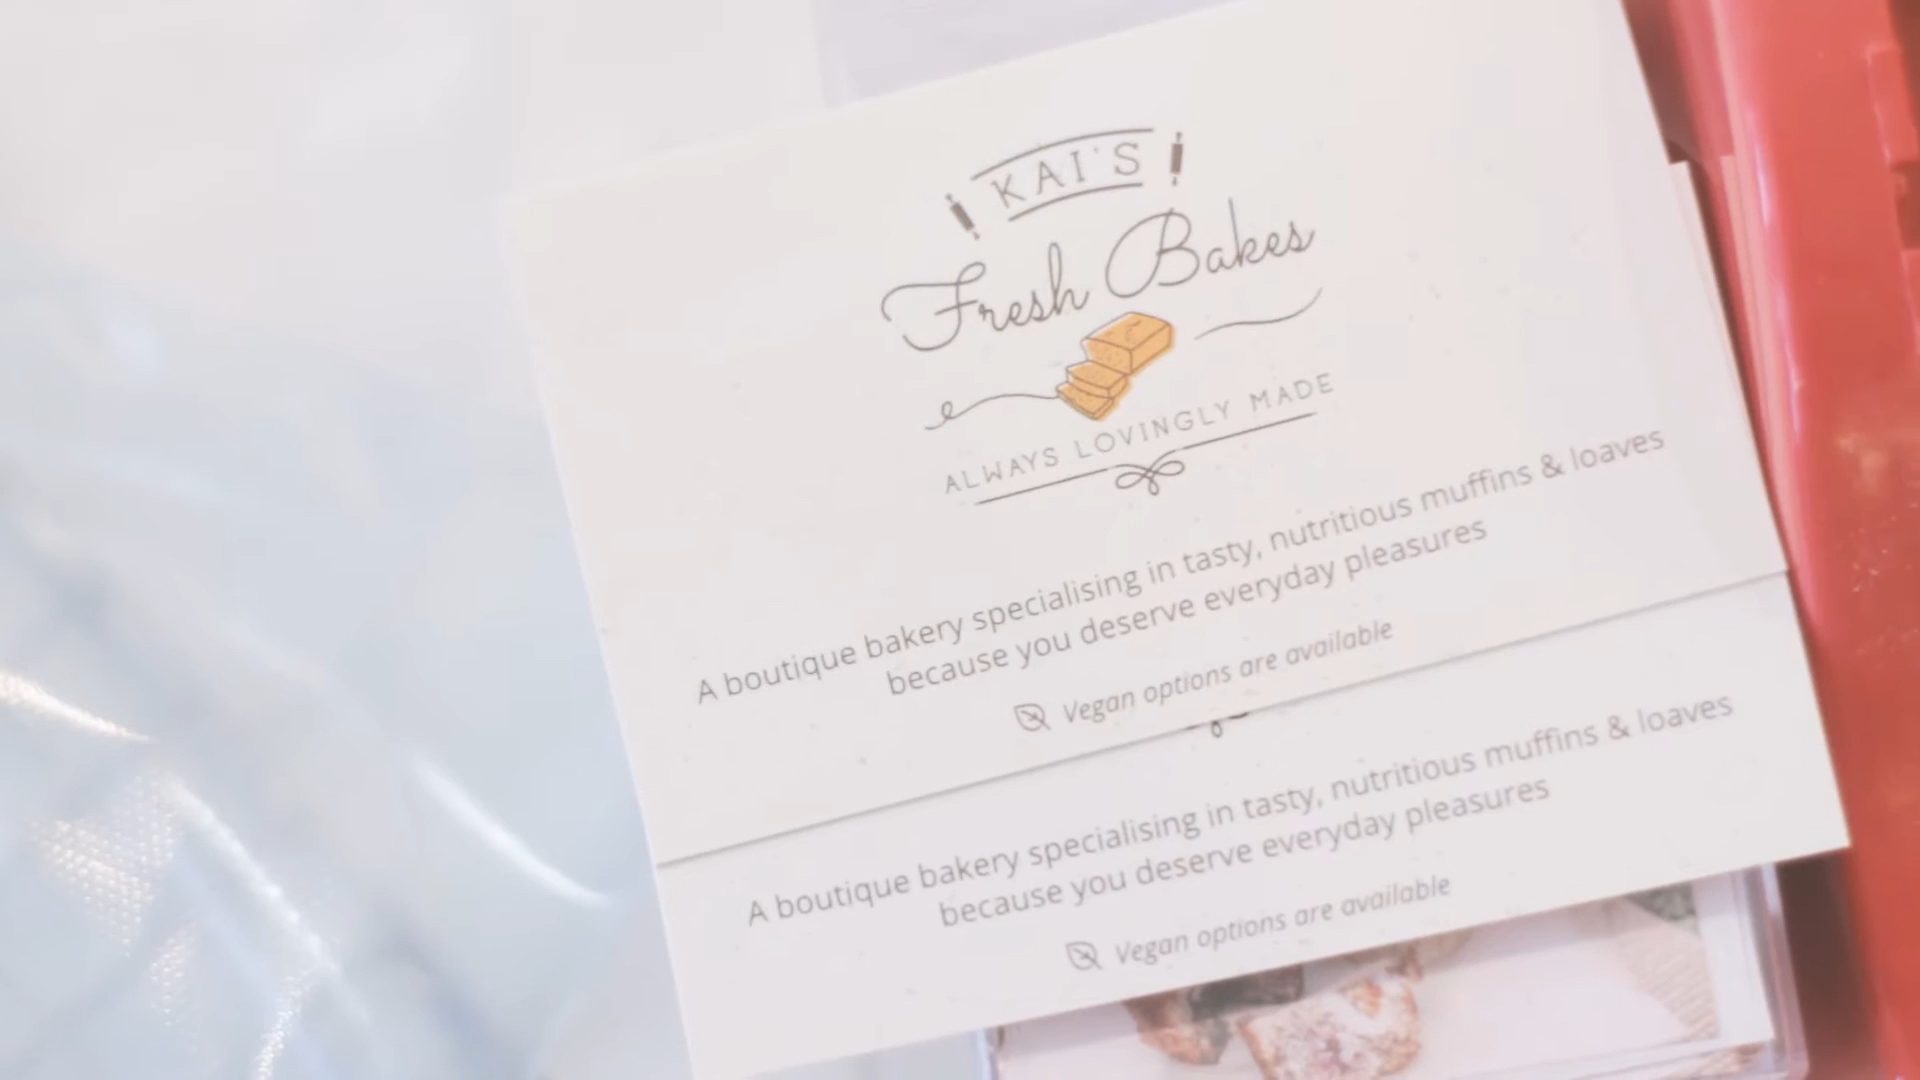 KAI'S
Fresh Bakes
ALWAYS LOVINGLY MADE
A boutique bakery specialising in tasty, nutritious muffins & loaves
because you deserve everyday pleasures
Vegan options are available
A boutique bakery specialising in tasty, nutritious muffins & loaves
because you deserve everyday pleasures
Vegan options are available